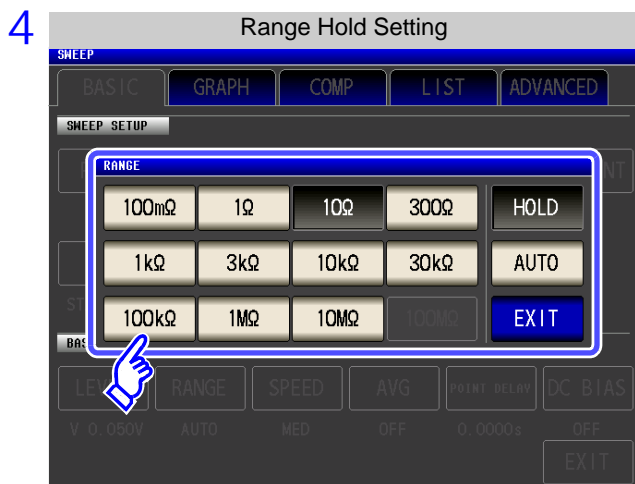 4
Range Hold Setting
SWEEP
BASIC GRAPH COMP LIST ADVANCED
SWEEP SETUP
RANGE
100mΩ 1Ω 10Ω 300Ω HOLD
1kΩ 3kΩ 10kΩ 30kΩ AUTO
100kΩ 1MΩ 10MΩ 100MΩ EXIT
RANGE SPEED AVG POINT DELAY DC BIAS
V 0.050V AUTO MED OFF 0.0000s OFF
EXIT